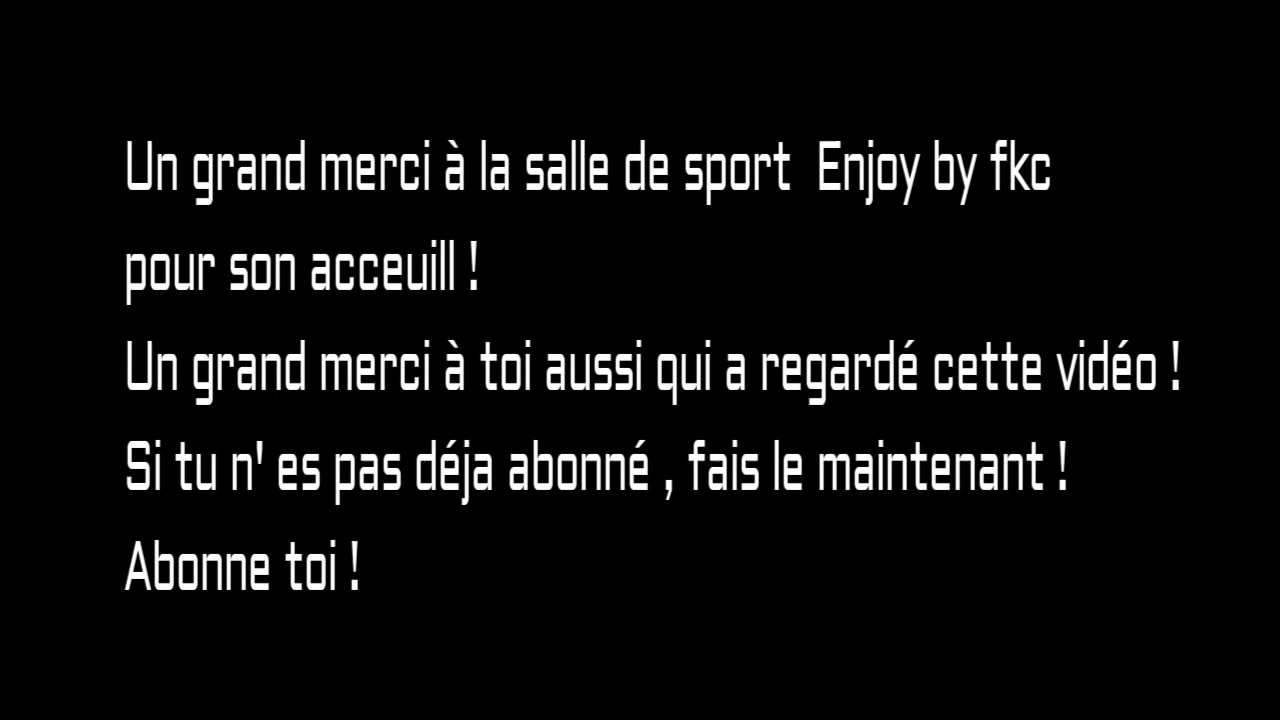 Un grand merci à la salle de sport  Enjoy by fkc
pour son acceuill !
Un grand merci à toi aussi qui a regardé cette vidéo !
Si tu n' es pas déja abonné , fais le maintenant !
Abonne toi !